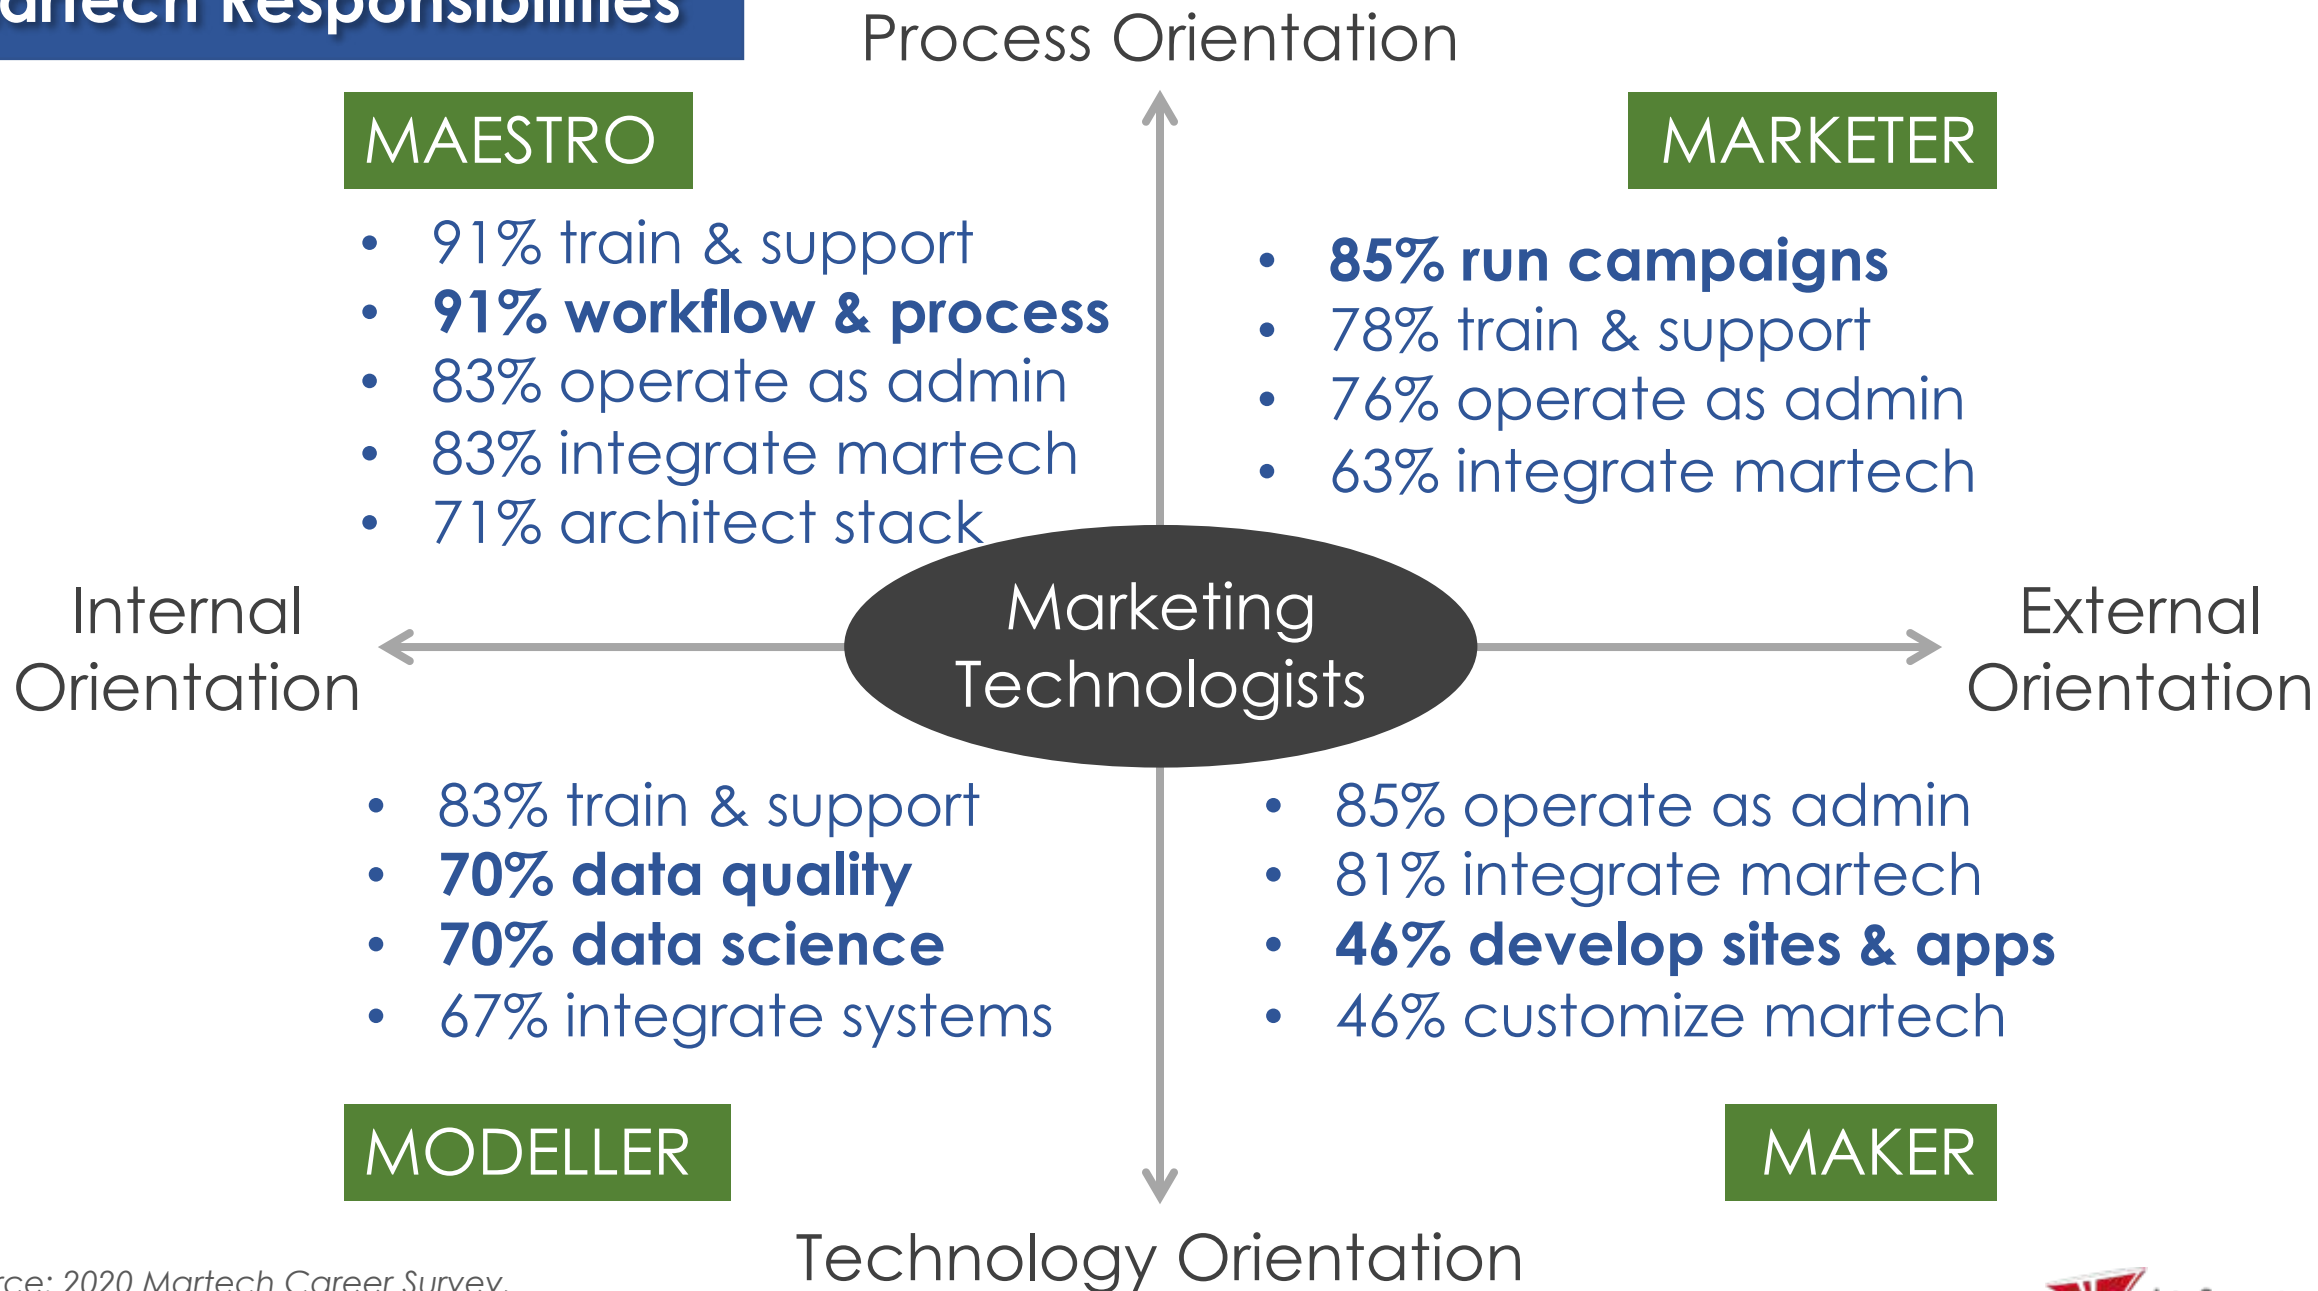 Responsibilities
Process Orientation
MAESTRO
• 91% train & support
• 91% workflow & process
• 83% operate as admin
• 83% integrate martech
• 71% architect stack
MARKETER
• 85% run campaigns
• 78% train & support
• 76% operate as admin
• 63% integrate martech
Internal
Orientation
Marketing
Technologists
External
Orientation
• 83% train & support
• 70% data quality
• 70% data science
• 67% integrate systems
MODELLER
• 85% operate as admin
• 81% integrate martech
• 46% develop sites & apps
• 46% customize martech
MAKER
Technology Orientation
2020 Martech Career Survey.